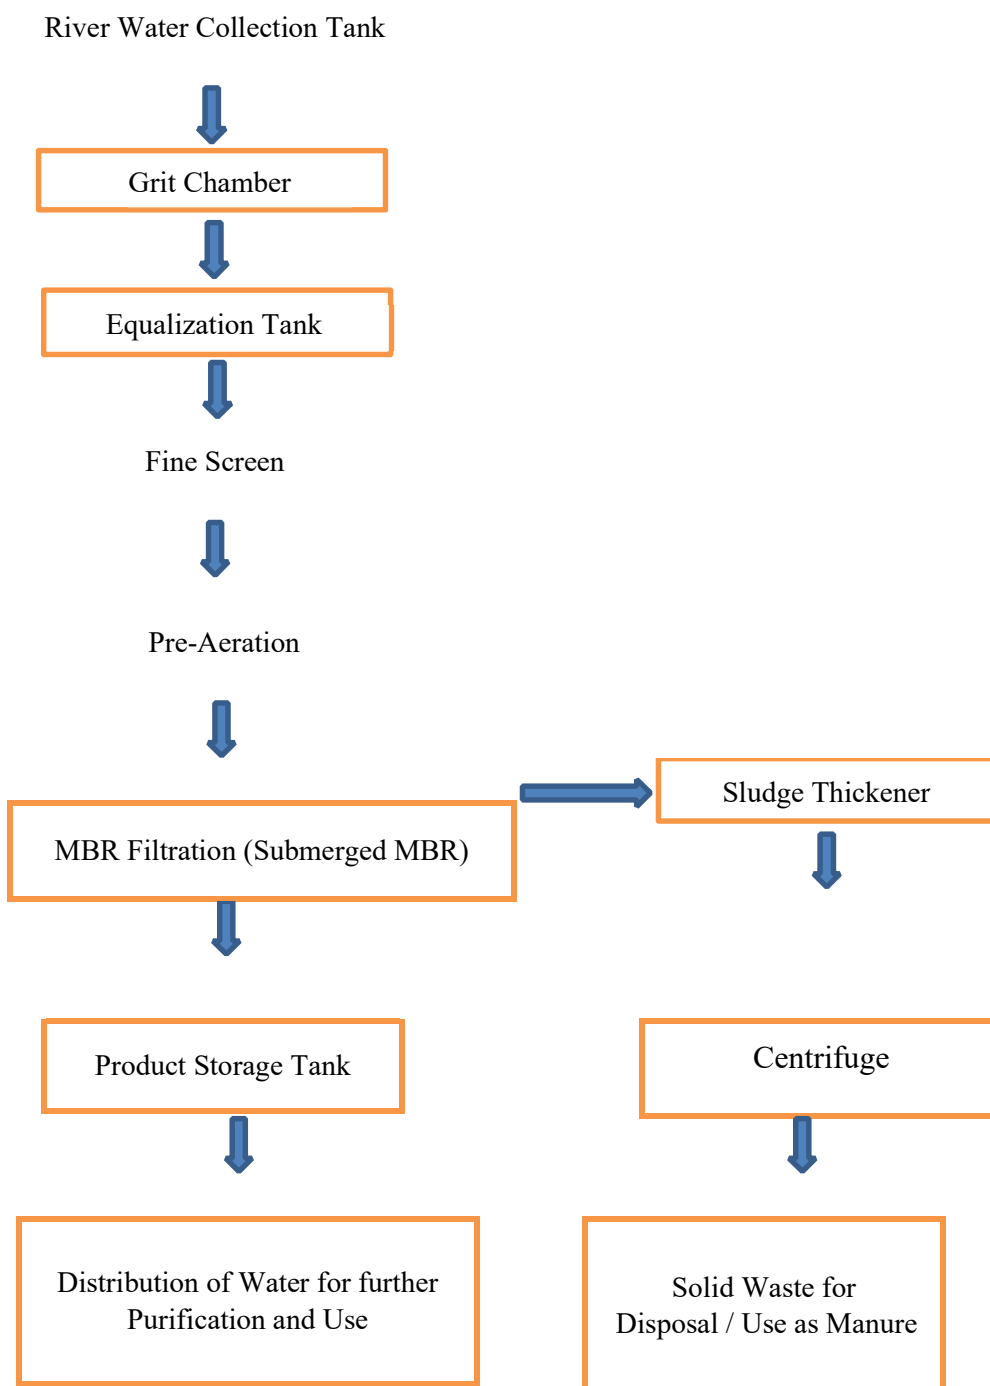 River Water Collection Tank
Grit Chamber
Equalization Tank
Fine Screen
Pre-Aeration
MBR Filtration (Submerged MBR)
Sludge Thickener
Product Storage Tank
Centrifuge
Distribution of Water for further
Purification and Use
Solid Waste for
Disposal / Use as Manure